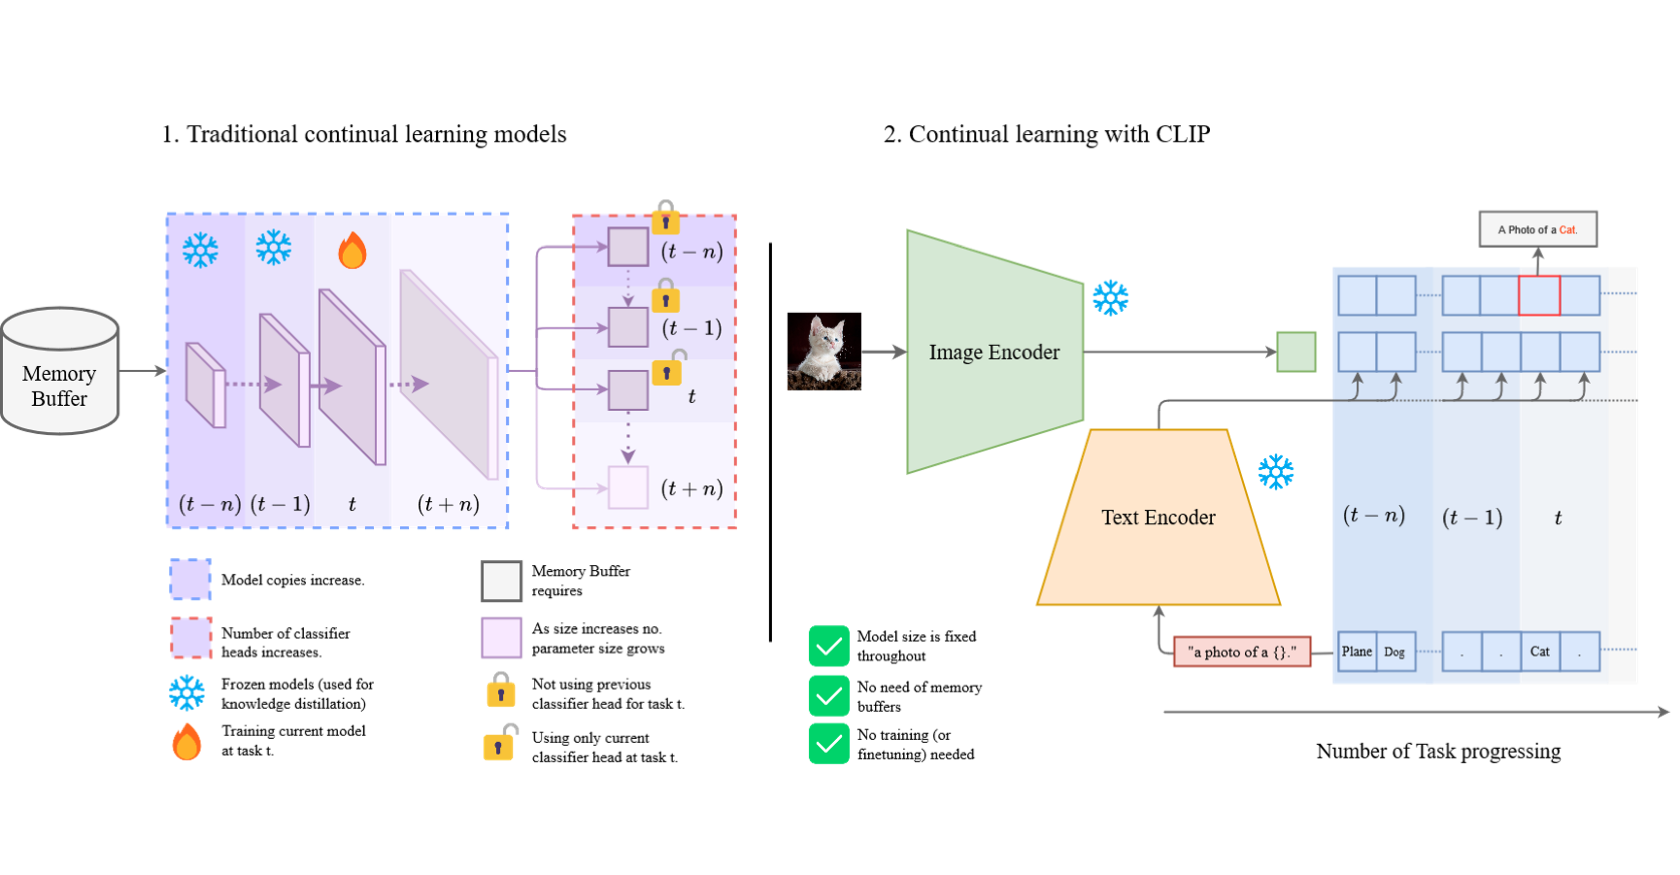 1. Traditional continual learning models
2. Continual learning with CLIP
Memory
Buffer
(t − n)
(t − 1)
t
(t + n)
(t − n)
(t − 1)
t
(t + n)
Model copies increase.
Number of classifier
heads increases.
Frozen models (used for
knowledge distillation)
Training current model
at task t.
Memory Buffer
requires
As size increases no.
parameter size grows
Not using previous
classifier head for task t.
Using only current
classifier head at task t.
Image Encoder
Text Encoder
A Photo of a Cat.
(t − n)
(t − 1)
t
"a photo of a {}."
Plane
Dog
.
.
Cat
.
Model size is fixed
throughout
No need of memory
buffers
No training (or
finetuning) needed
Number of Task progressing